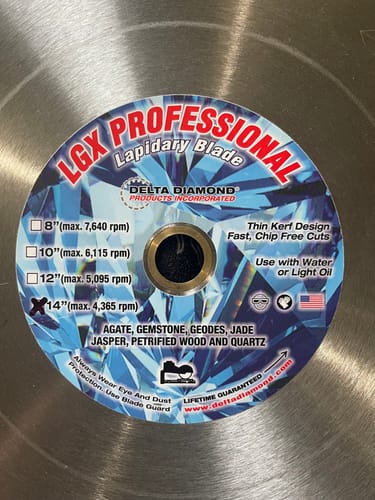 LGX PROFESSIONAL
Lapidary Blade
DELTA DIAMOND®
PRODUCTS INCORPORATED
8" (max. 7,640 rpm)
10" (max. 6,115 rpm)
12" (max. 5,095 rpm)
14" (max. 4,365 rpm)
Thin Kerf Design
Fast, Chip Free Cuts
Use with Water
or Light Oil
AGATE, GEMSTONE, GEODES, JADE
JASPER, PETRIFIED WOOD AND QUARTZ
Always Wear Eye And Dust
Protection. Use Blade Guard
LIFETIME GUARANTEED
www.deltadiamond.com